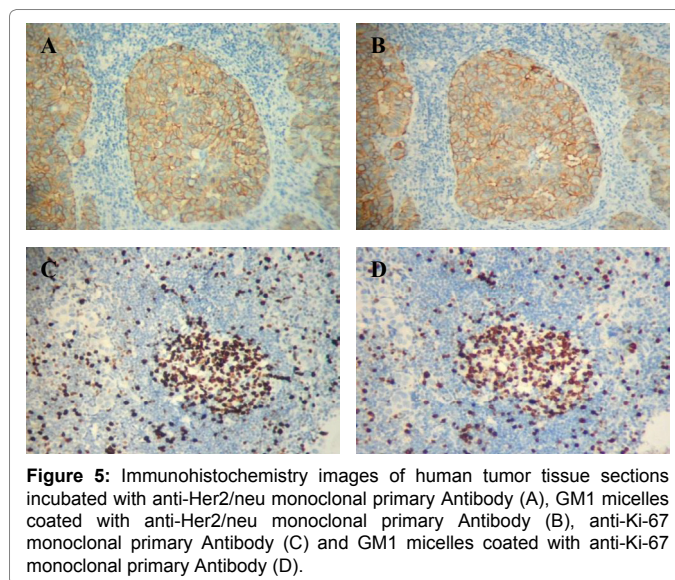 A
B
C
D
Figure 5: Immunohistochemistry images of human tumor tissue sections
incubated with anti-Her2/neu monoclonal primary Antibody (A), GM1 micelles
coated with anti-Her2/neu monoclonal primary Antibody (B), anti-Ki-67
monoclonal primary Antibody (C) and GM1 micelles coated with anti-Ki-67
monoclonal primary Antibody (D).